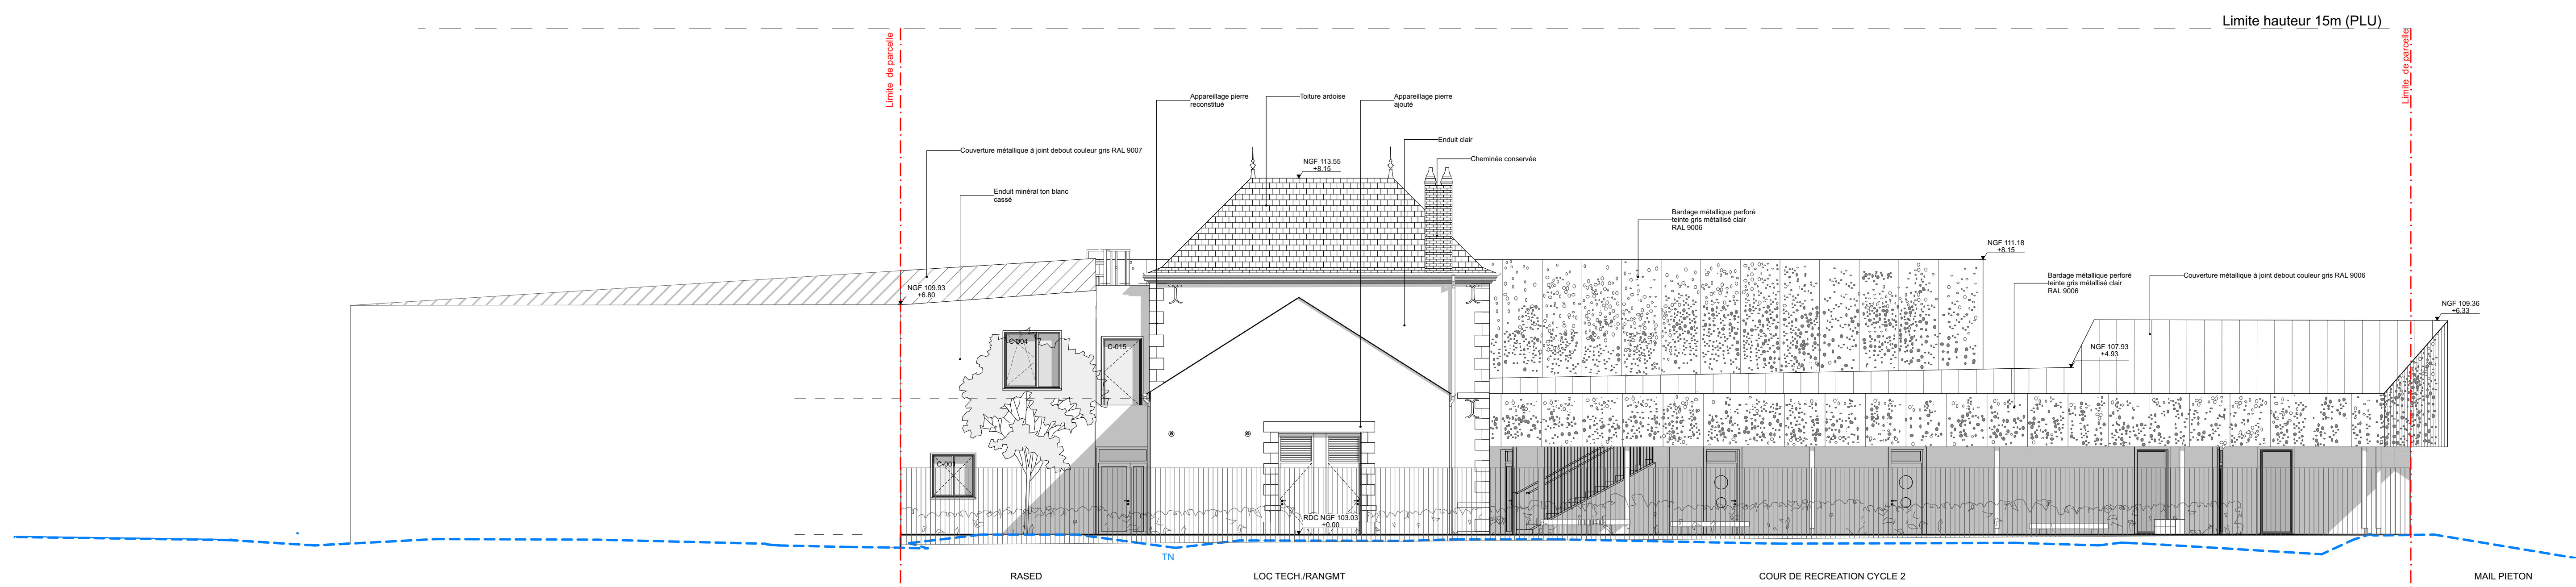 Limite hauteur 15m (PLU)
Limite de parcelle
Limite de parcelle
Appareillage pierre
reconstitué
Toiture ardoise
Appareillage pierre
ajouté
Enduit clair
Cheminée conservée
Couverture métallique à joint debout couleur gris RAL 9007
NGF 113.55
+8.15
Enduit minéral ton blanc
cassé
Bardage métallique perforé
teinte gris métallisé clair
RAL 9006
NGF 111.18
+8.15
Bardage métallique perforé
teinte gris métallisé clair
RAL 9006
Couverture métallique à joint debout couleur gris RAL 9006
NGF 109.93
+6.80
NGF 109.36
+6.33
NGF 107.93
+4.93
C-004
C-015
C-001
RDC NGF 103.03
+0.00
TN
RASED
LOC TECH./RANGMT
COUR DE RECREATION CYCLE 2
MAIL PIETON